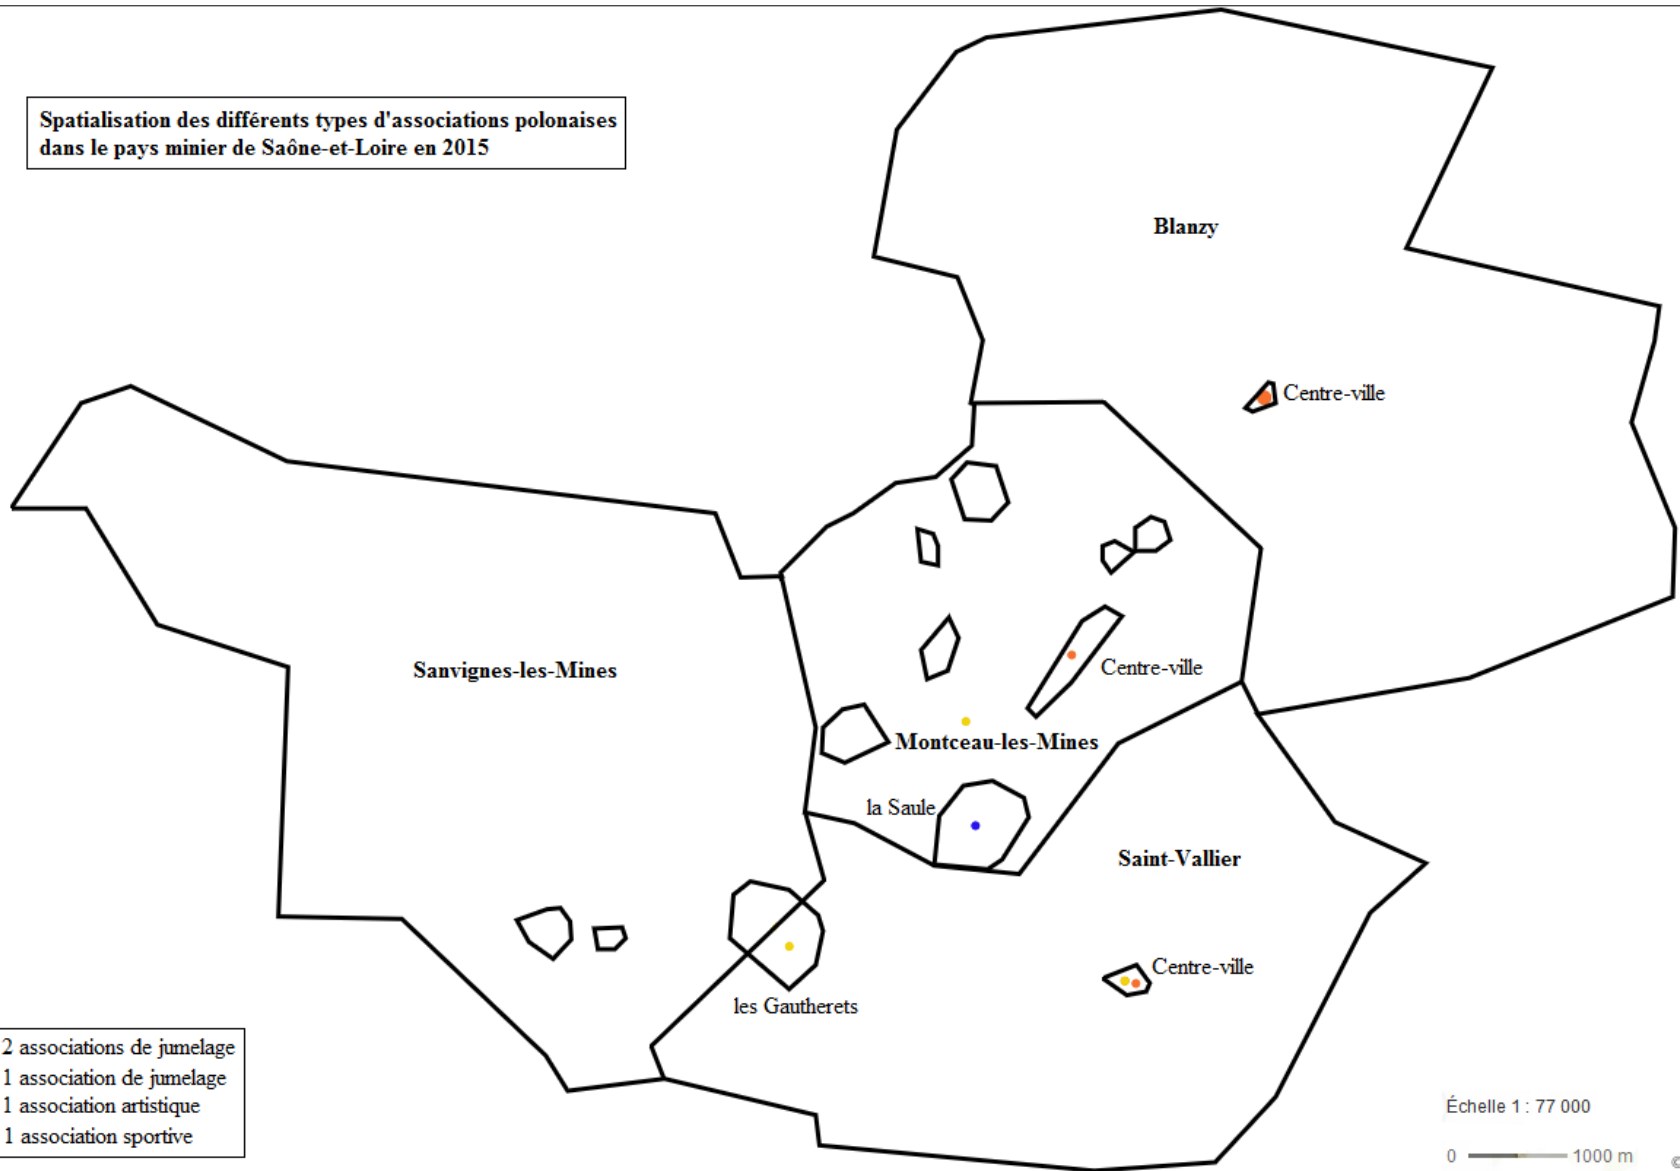 Spatialisation des différents types d'associations polonaises
dans le pays minier de Saône-et-Loire en 2015
Blanzy
Centre-ville
Sanvignes-les-Mines
Centre-ville
Montceau-les-Mines
la Saule
Saint-Vallier
Centre-ville
les Gautherets
2 associations de jumelage
1 association de jumelage
1 association artistique
1 association sportive
Échelle 1 : 77 000
0 1000 m
©